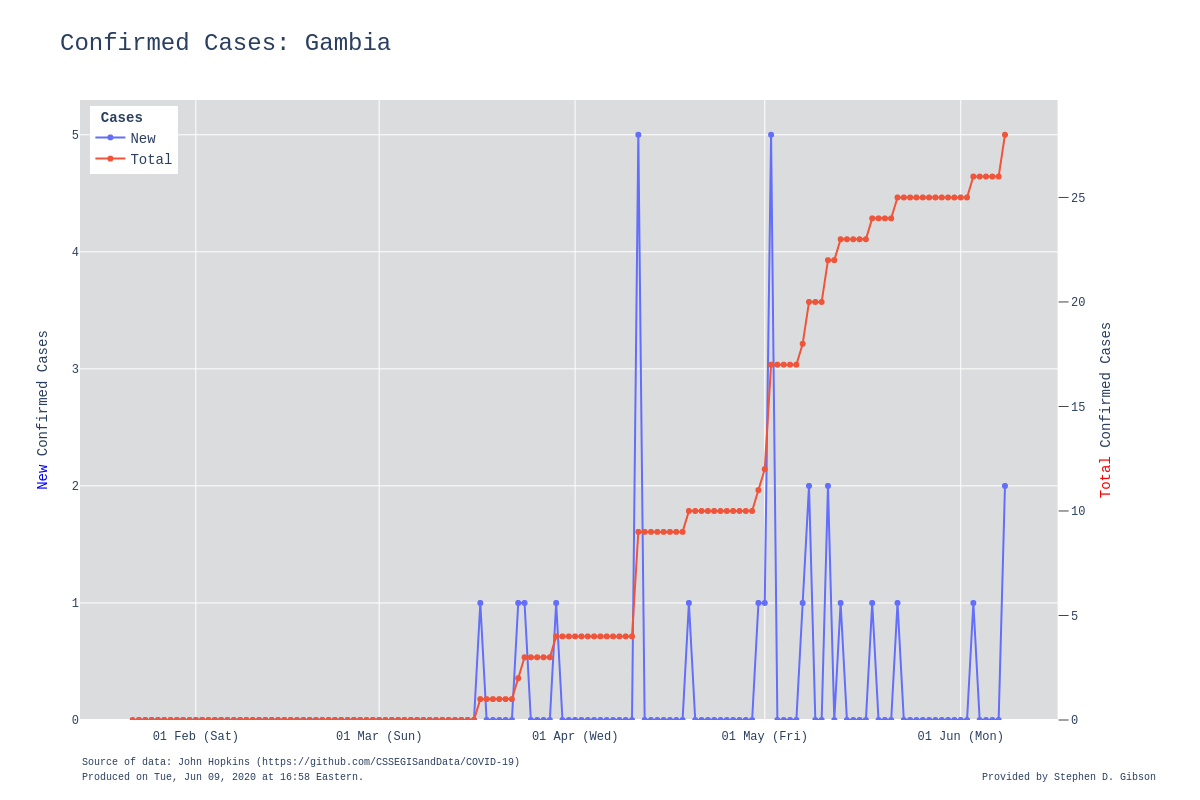 Confirmed Cases: Gambia
Cases
New
Total
5
4
3
2
1
0
25
20
15
10
5
0
New Confirmed Cases
Total Confirmed Cases
01 Feb (Sat)
01 Mar (Sun)
01 Apr (Wed)
01 May (Fri)
01 Jun (Mon)
Source of data: John Hopkins (https://github.com/CSSEGISandData/COVID-19)
Produced on Tue, Jun 09, 2020 at 16:58 Eastern.
Provided by Stephen D. Gibson